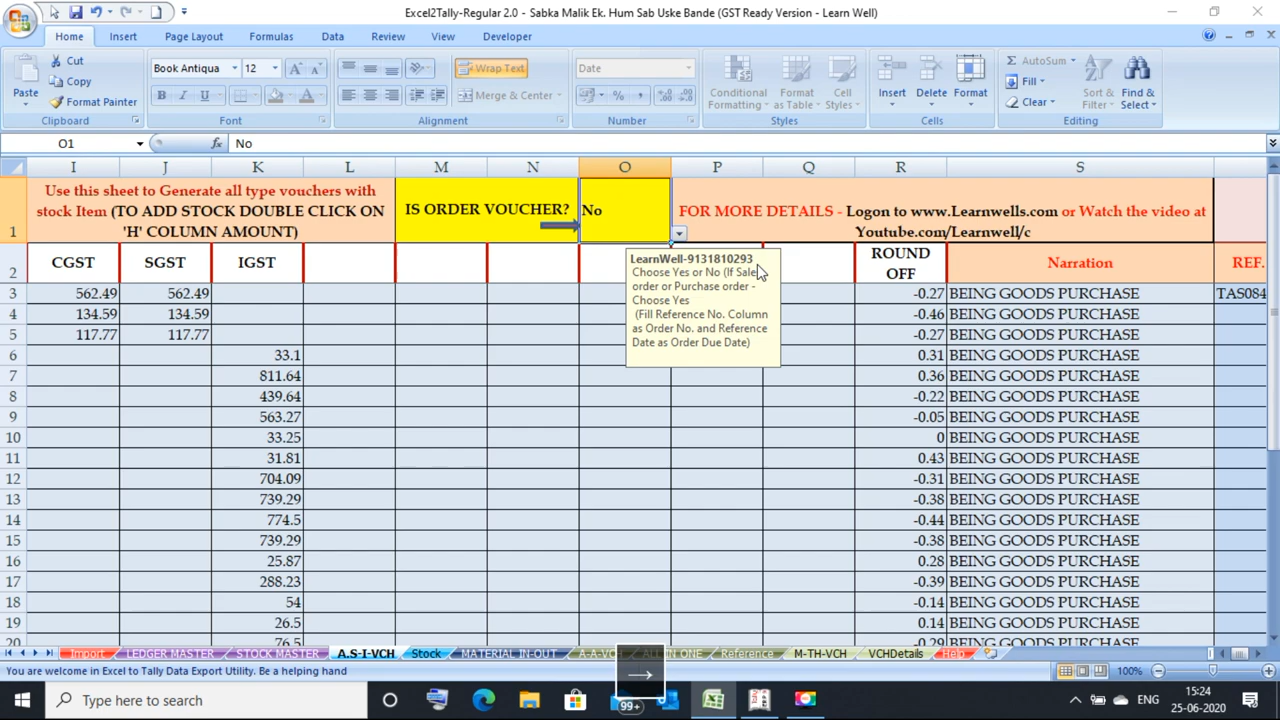 Excel2Tally-Regular 2.0 - Sabka Malik Ek. Hum Sab Uske Bande (GST Ready Version - Learn Well)
Home Insert Page Layout Formulas Data Review View Developer
Paste
Cut
Copy
Format Painter
Clipboard
Book Antiqua 12
B I U
Font
Wrap Text
Merge & Center
Alignment
Date
Number
Conditional Formatting
Format as Table
Cell Styles
Styles
Insert
Delete
Format
Cells
AutoSum
Fill
Clear
Sort & Filter
Find & Select
Editing
O1 fx No
I J K L M N O P Q R S
1
Use this sheet to Generate all type vouchers with
stock Item (TO ADD STOCK DOUBLE CLICK ON
'H' COLUMN AMOUNT)
IS ORDER VOUCHER?
No
FOR MORE DETAILS - Logon to www.Learnwells.com or Watch the video at
Youtube.com/Learnwell/c
2 CGST SGST IGST ROUND OFF Narration REF.
LearnWell-9131810293
Choose Yes or No (If Sale
order or Purchase order -
Choose Yes
(Fill Reference No. Column
as Order No. and Reference
Date as Order Due Date)
3 562.49 562.49 -0.27 BEING GOODS PURCHASE TAS084
4 134.59 134.59 -0.46 BEING GOODS PURCHASE
5 117.77 117.77 -0.27 BEING GOODS PURCHASE
6 33.1 0.31 BEING GOODS PURCHASE
7 811.64 0.36 BEING GOODS PURCHASE
8 439.64 -0.22 BEING GOODS PURCHASE
9 563.27 -0.05 BEING GOODS PURCHASE
10 33.25 0 BEING GOODS PURCHASE
11 31.81 0.43 BEING GOODS PURCHASE
12 704.09 -0.31 BEING GOODS PURCHASE
13 739.29 -0.38 BEING GOODS PURCHASE
14 774.5 -0.44 BEING GOODS PURCHASE
15 739.29 -0.38 BEING GOODS PURCHASE
16 25.87 0.28 BEING GOODS PURCHASE
17 288.23 -0.39 BEING GOODS PURCHASE
18 54 -0.14 BEING GOODS PURCHASE
19 26.5 0.14 BEING GOODS PURCHASE
20 76.5 -0.29 BEING GOODS PURCHASE
Import LEDGER MASTER STOCK MASTER A.S-I-VCH Stock MATERIAL IN-OUT A-A-VCH ALL IN ONE Reference M-TH-VCH VCHDetails Help
You are welcome in Excel to Tally Data Export Utility. Be a helping hand
100%
Type here to search
99+
ENG
15:24
25-06-2020